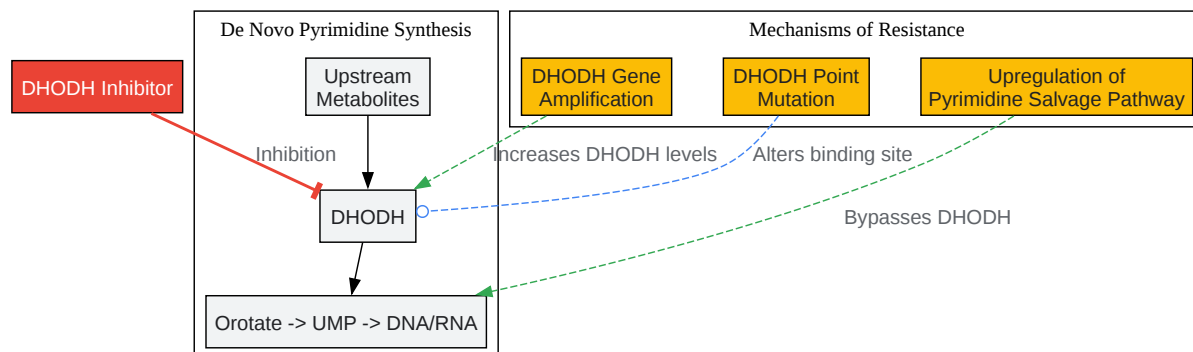 De Novo Pyrimidine Synthesis
Mechanisms of Resistance
DHODH Inhibitor
Upstream
Metabolites
DHODH Gene
Amplification
DHODH Point
Mutation
Upregulation of
Pyrimidine Salvage Pathway
Inhibition
Increases DHODH levels
Alters binding site
DHODH
Bypasses DHODH
Orotate -> UMP -> DNA/RNA